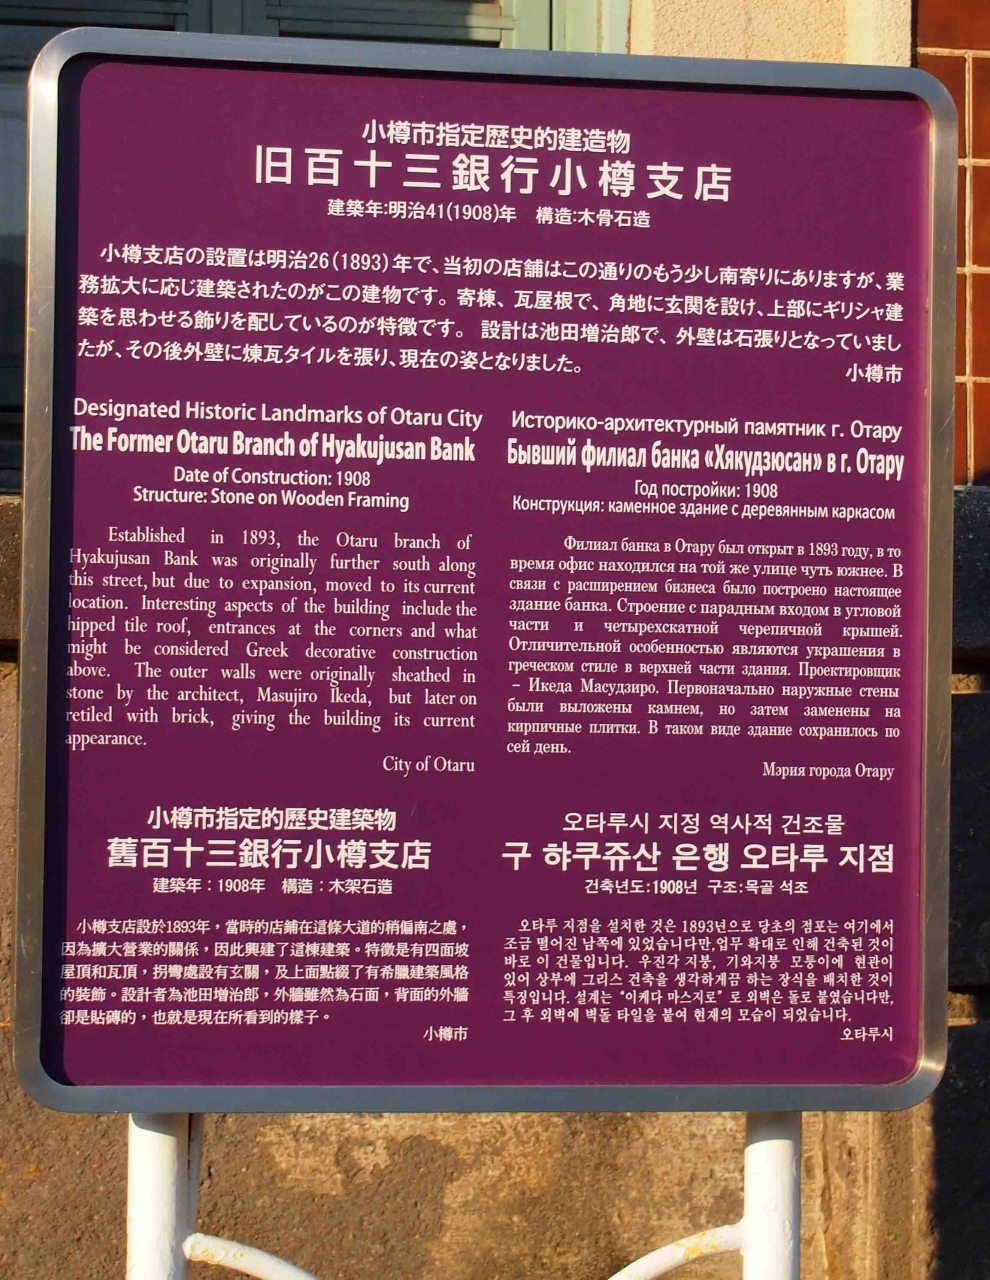 小樽市指定歴史的建造物
旧百十三銀行小樽支店
建築年:明治41(1908)年　構造:木骨石造
小樽支店の設置は明治26(1893)年で、当初の店舗はこの通りのもう少し南寄りにありますが、業
務拡大に応じ建築されたのがこの建物です。寄棟、瓦屋根で、角地に玄関を設け、上部にギリシャ建
築を思わせる飾りを配しているのが特徴です。 設計は池田増治郎で、外壁は石張りとなっていまし
たが、その後外壁に煉瓦タイルを張り、現在の姿となりました。
小樽市
Designated Historic Landmarks of Otaru City
The Former Otaru Branch of Hyakujusan Bank
Date of Construction: 1908
Structure: Stone on Wooden Framing
Established in 1893, the Otaru branch of
Hyakujusan Bank was originally further south along
this street, but due to expansion, moved to its current
location. Interesting aspects of the building include the
hipped tile roof, entrances at the corners and what
might be considered Greek decorative construction
above. The outer walls were originally sheathed in
stone by the architect, Masujiro Ikeda, but later on
retiled with brick, giving the building its current
appearance.
City of Otaru
Историко-архитектурный памятник г. Отару
Бывший филиал банка «Хякудзюсан» в г. Отару
Год постройки: 1908
Конструкция: каменное здание с деревянным каркасом
Филиал банка в Отару был открыт в 1893 году, в то
время офис находился на той же улице чуть южнее. В
связи с расширением бизнеса было построено настоящее
здание банка. Строение с парадным входом в угловой
части и четырехскатной черепичной крышей.
Отличительной особенностью являются украшения в
греческом стиле в верхней части здания. Проектировщик
– Икеда Масудзиро. Первоначально наружные стены
были выложены камнем, но затем заменены на
кирпичные плитки. В таком виде здание сохранилось по
сей день.
Мэрия города Отару
小樽市指定的歷史建築物
舊百十三銀行小樽支店
建築年：1908年　構造：木架石造
小樽支店設於1893年，當時的店鋪在這條大道的稍偏南之處，
因為擴大營業的關係，因此興建了這棟建築。特徵是有四面坡
屋頂和瓦頂，拐彎處設有玄關，及上面點綴了有希臘建築風格
的裝飾。設計者為池田增治郎，外牆雖然為石面，背面的外牆
卻是貼磚的，也就是現在所看到的樣子。
小樽市
오타루시 지정 역사적 건조물
구 햐쿠쥬산 은행 오타루 지점
건축년도:1908년 구조:목골 석조
오타루 지점을 설치한 것은 1893년으로 당초의 점포는 여기에서
조금 떨어진 남쪽에 있었습니다만,업무 확대로 인해 건축된 것이
바로 이 건물입니다. 우진각 지붕, 기와지붕 모퉁이에 현관이
있어 상부에 그리스 건축을 생각하게끔 하는 장식을 배치한 것이
특징입니다. 설계는 "이케다 마스지로" 로 외벽은 돌로 붙였습니다만,
그 후 외벽에 벽돌 타일을 붙여 현재의 모습이 되었습니다.
오타루시